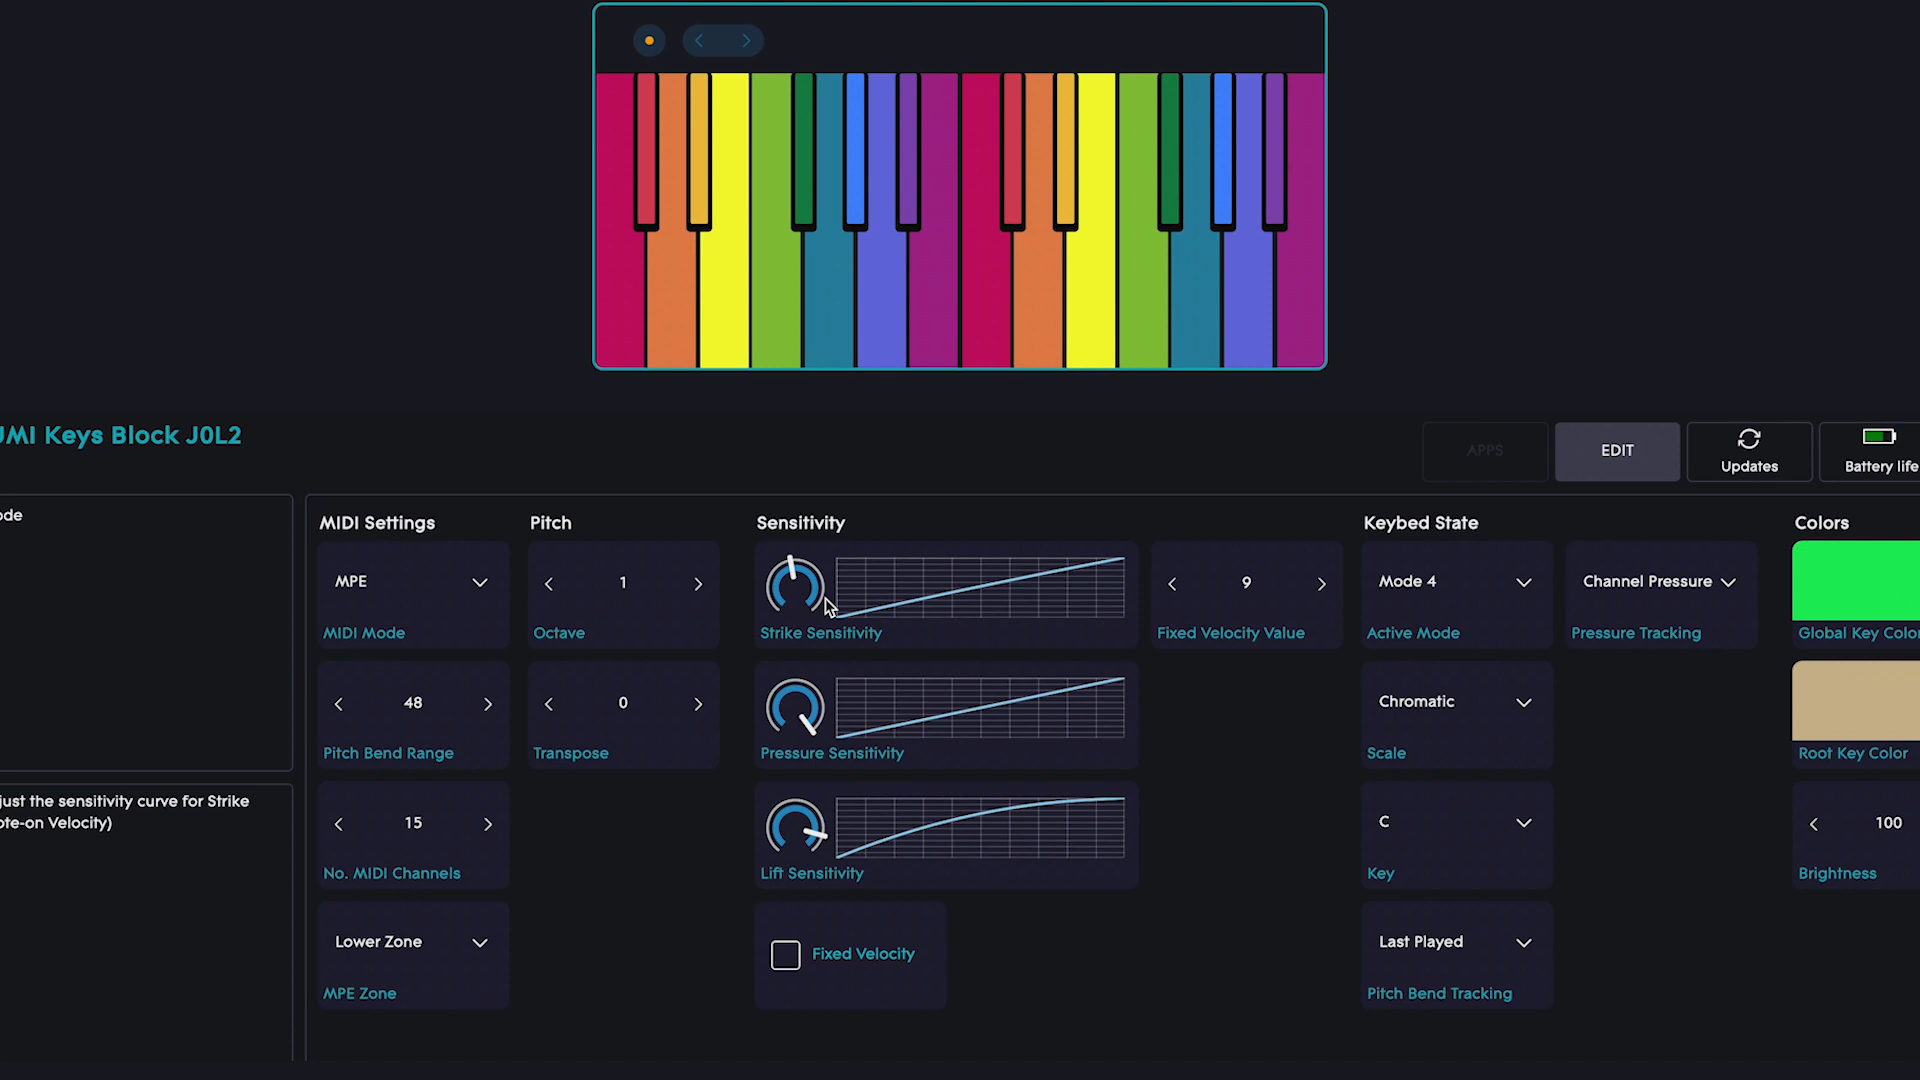 UMI Keys Block J0L2
APPS
EDIT
Updates
Battery life
ode
just the sensitivity curve for Strike
ote-on Velocity)
MIDI Settings
MPE
MIDI Mode
48
Pitch Bend Range
15
No. MIDI Channels
Lower Zone
MPE Zone
Pitch
1
Octave
0
Transpose
Sensitivity
Strike Sensitivity
Pressure Sensitivity
Lift Sensitivity
Fixed Velocity
9
Fixed Velocity Value
Keybed State
Mode 4
Active Mode
Chromatic
Scale
C
Key
Last Played
Pitch Bend Tracking
Channel Pressure
Pressure Tracking
Colors
Global Key Color
Root Key Color
100
Brightness